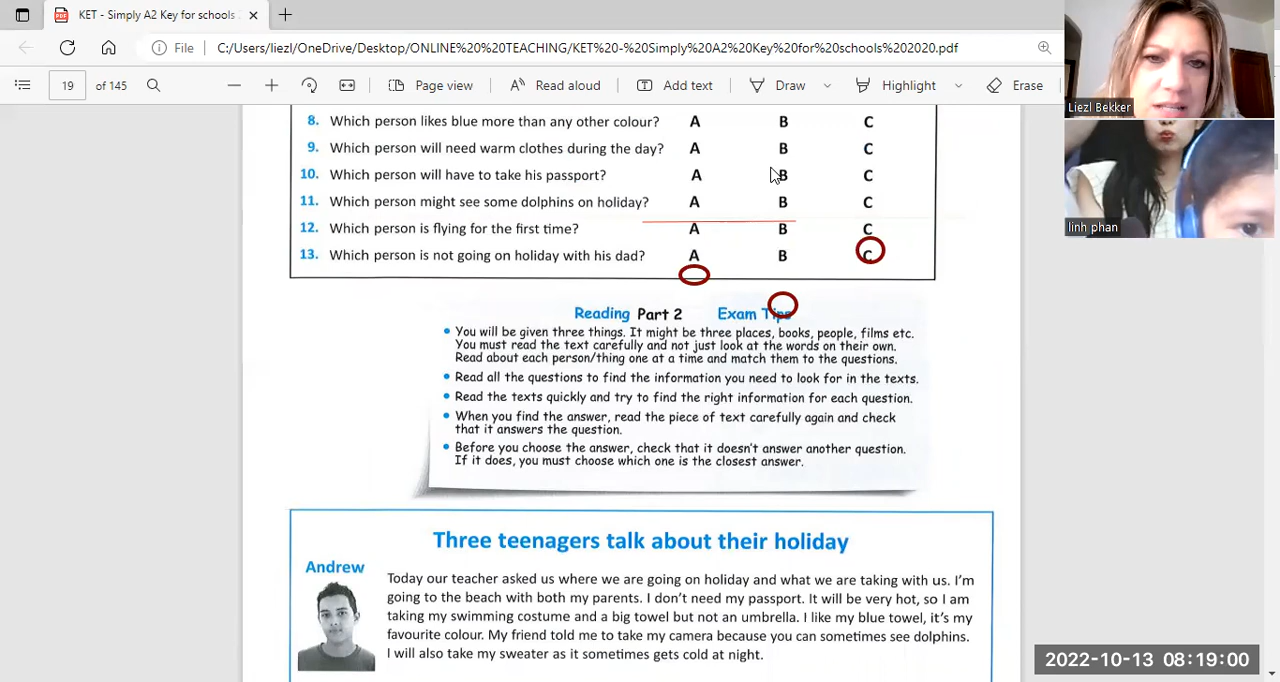 KET - Simply A2 Key for schools
File C:/Users/liezl/OneDrive/Desktop/ONLINE%20%20TEACHING/KET%20-%20Simply%20A2%20Key%20for%20schools%202020.pdf
19 of 145 Page view Read aloud Add text Draw Highlight Erase
Liezl Bekker
linh phan
8. Which person likes blue more than any other colour? A B C
9. Which person will need warm clothes during the day? A B C
10. Which person will have to take his passport? A B C
11. Which person might see some dolphins on holiday? A B C
12. Which person is flying for the first time? A B C
13. Which person is not going on holiday with his dad? A B C
Reading Part 2 Exam Tips
• You will be given three things. It might be three places, books, people, films etc.
You must read the text carefully and not just look at the words on their own.
Read about each person/thing one at a time and match them to the questions.
• Read all the questions to find the information you need to look for in the texts.
• Read the texts quickly and try to find the right information for each question.
• When you find the answer, read the piece of text carefully again and check
that it answers the question.
• Before you choose the answer, check that it doesn't answer another question.
If it does, you must choose which one is the closest answer.
Three teenagers talk about their holiday
Andrew
Today our teacher asked us where we are going on holiday and what we are taking with us. I'm
going to the beach with both my parents. I don't need my passport. It will be very hot, so I am
taking my swimming costume and a big towel but not an umbrella. I like my blue towel, it's my
favourite colour. My friend told me to take my camera because you can sometimes see dolphins.
I will also take my sweater as it sometimes gets cold at night.
2022-10-13 08:19:00